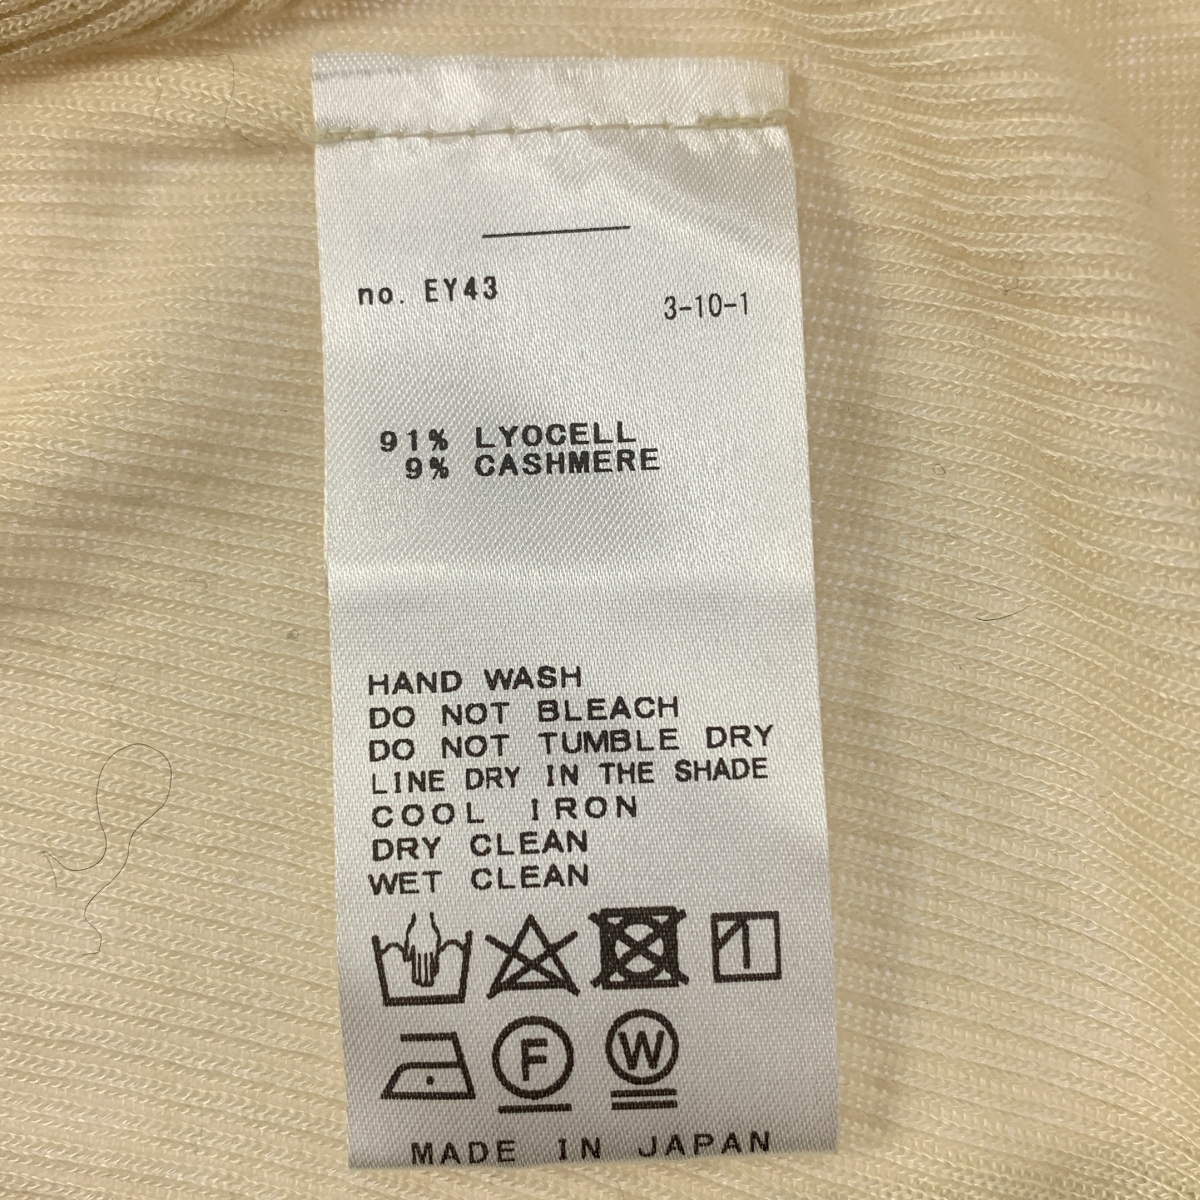 no. EY43
3-10-1
91% LYOCELL
9% CASHMERE
HAND WASH
DO NOT BLEACH
DO NOT TUMBLE DRY
LINE DRY IN THE SHADE
COOL IRON
DRY CLEAN
WET CLEAN
F W
MADE IN JAPAN